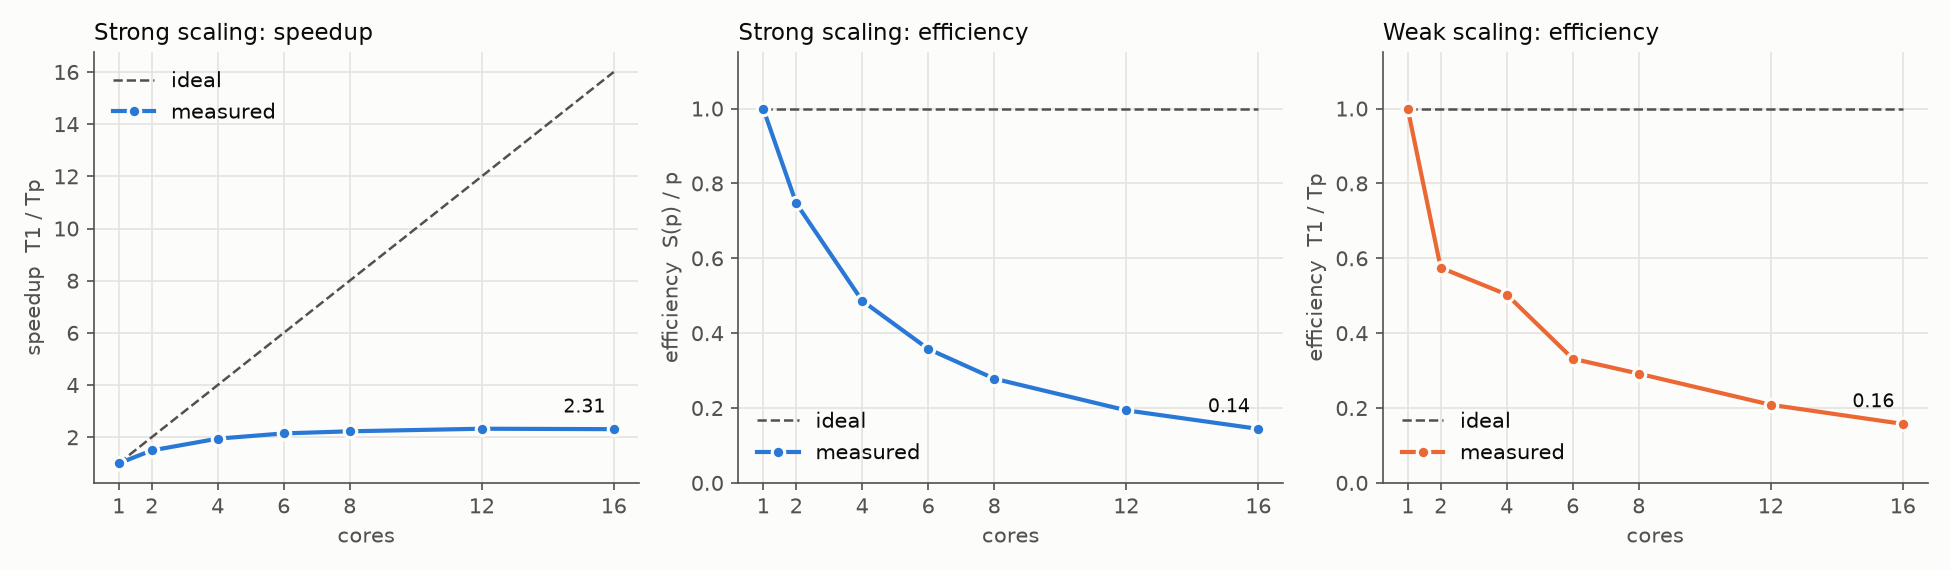 Strong scaling: speedup
speedup T1 / Tp
16
14
12
10
8
6
4
2
ideal
measured
2.31
1 2 4 6 8 12 16
cores
Strong scaling: efficiency
efficiency S(p) / p
1.0
0.8
0.6
0.4
0.2
0.0
0.14
ideal
measured
1 2 4 6 8 12 16
cores
Weak scaling: efficiency
efficiency T1 / Tp
1.0
0.8
0.6
0.4
0.2
0.0
0.16
ideal
measured
1 2 4 6 8 12 16
cores